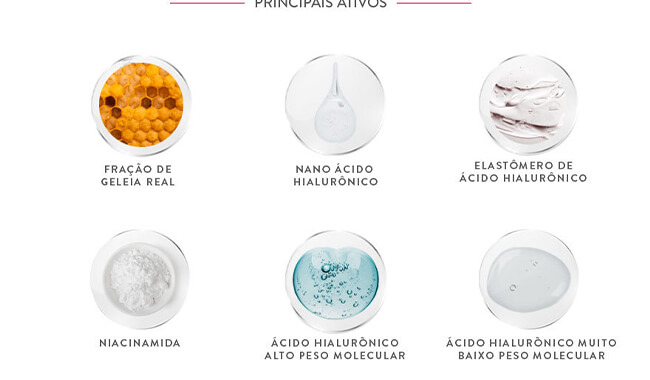 PRINCIPAIS ATIVOS
FRAÇÃO DE
GELEIA REAL
NANO ÁCIDO
HIALURÔNICO
ELASTÔMERO DE
ÁCIDO HIALURÔNICO
NIACINAMIDA
ÁCIDO HIALURÔNICO
ALTO PESO MOLECULAR
ÁCIDO HIALURÔNICO MUITO
BAIXO PESO MOLECULAR